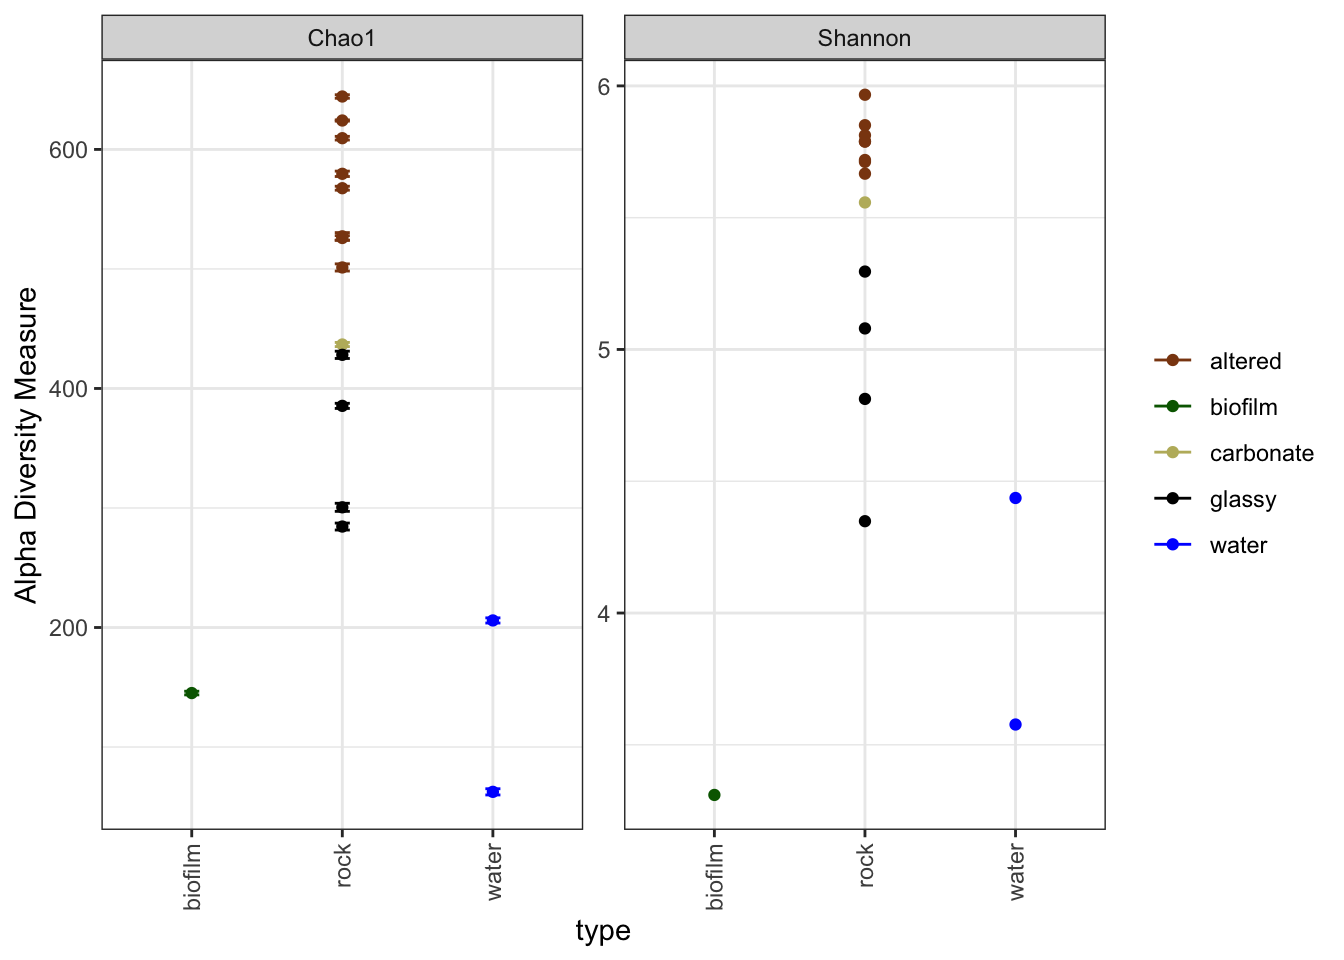 Chao1
Shannon
Alpha Diversity Measure
600
400
200
6
5
4
biofilm
rock
water
biofilm
rock
water
type
altered
biofilm
carbonate
glassy
water